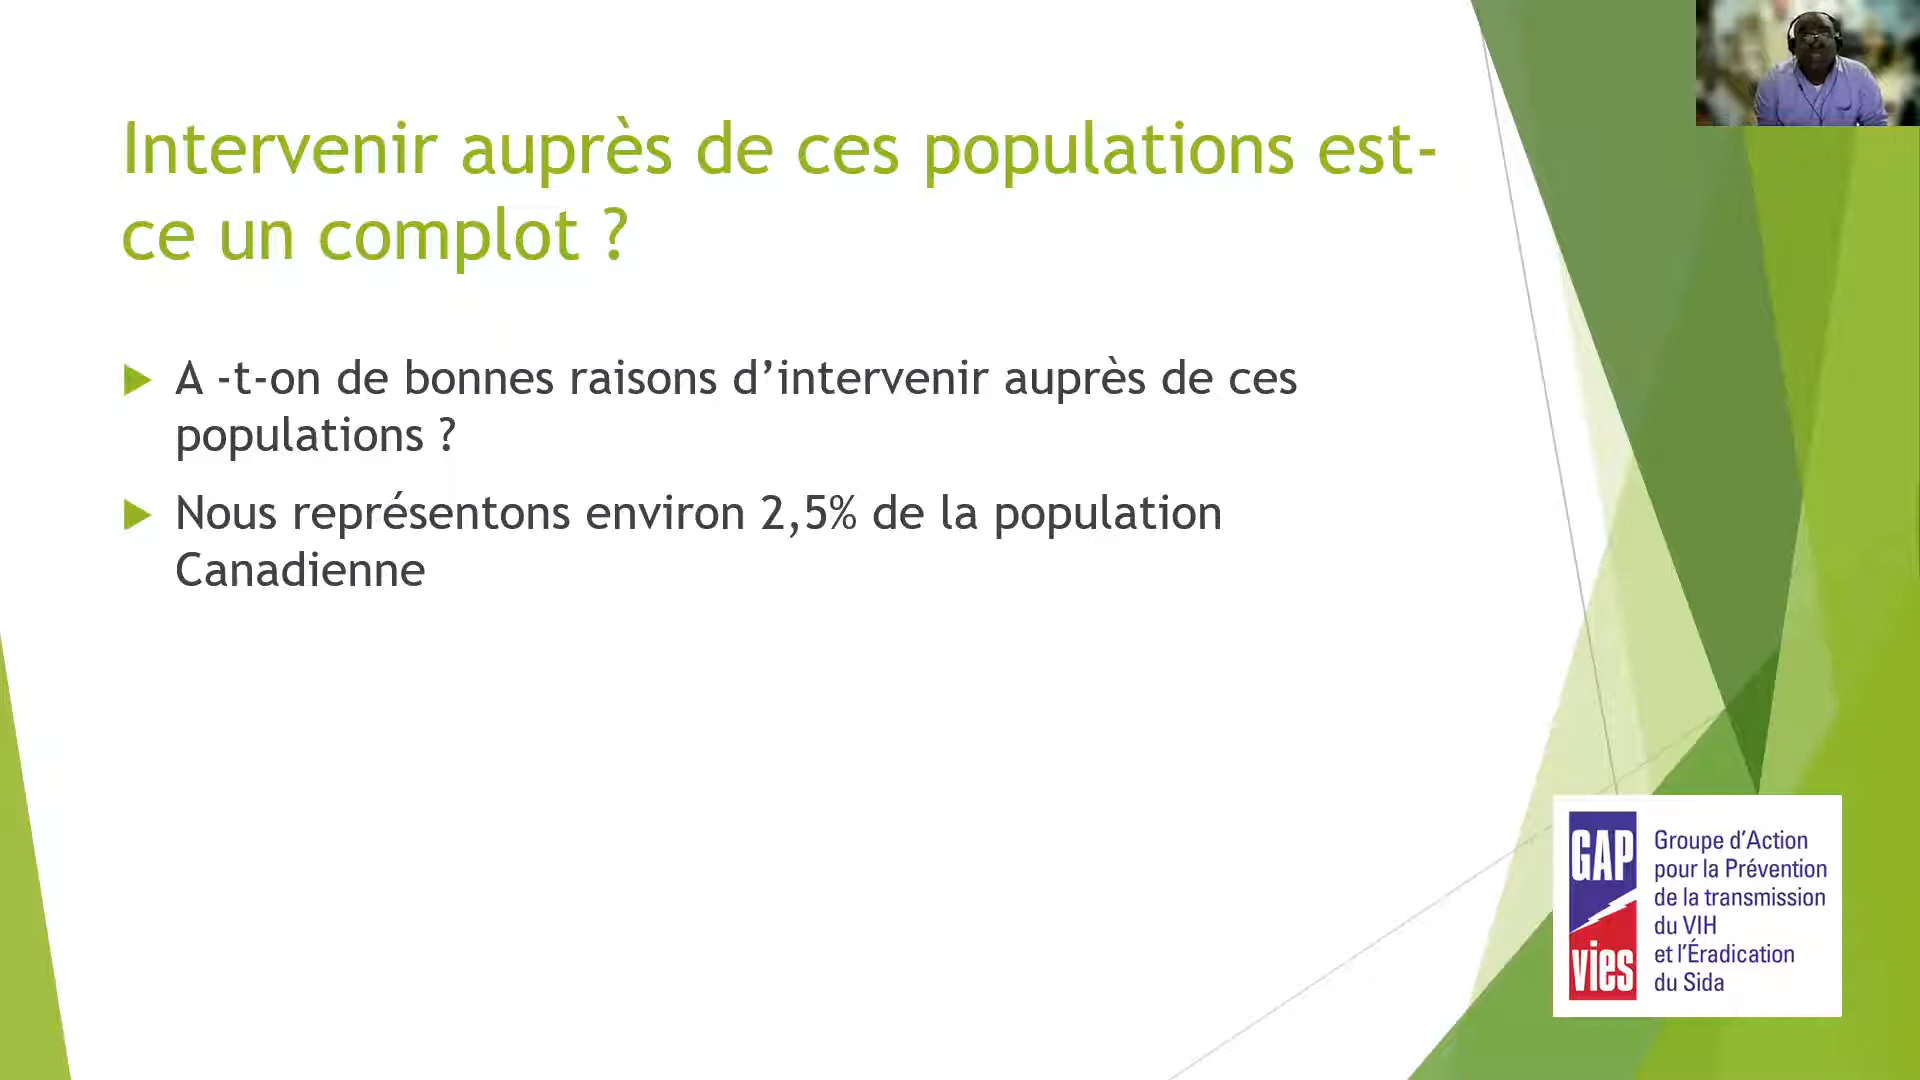 Intervenir auprès de ces populations est-
ce un complot ?
A -t-on de bonnes raisons d’intervenir auprès de ces
populations ?
Nous représentons environ 2,5% de la population
Canadienne
GAP
vies
Groupe d’Action
pour la Prévention
de la transmission
du VIH
et l’Éradication
du Sida